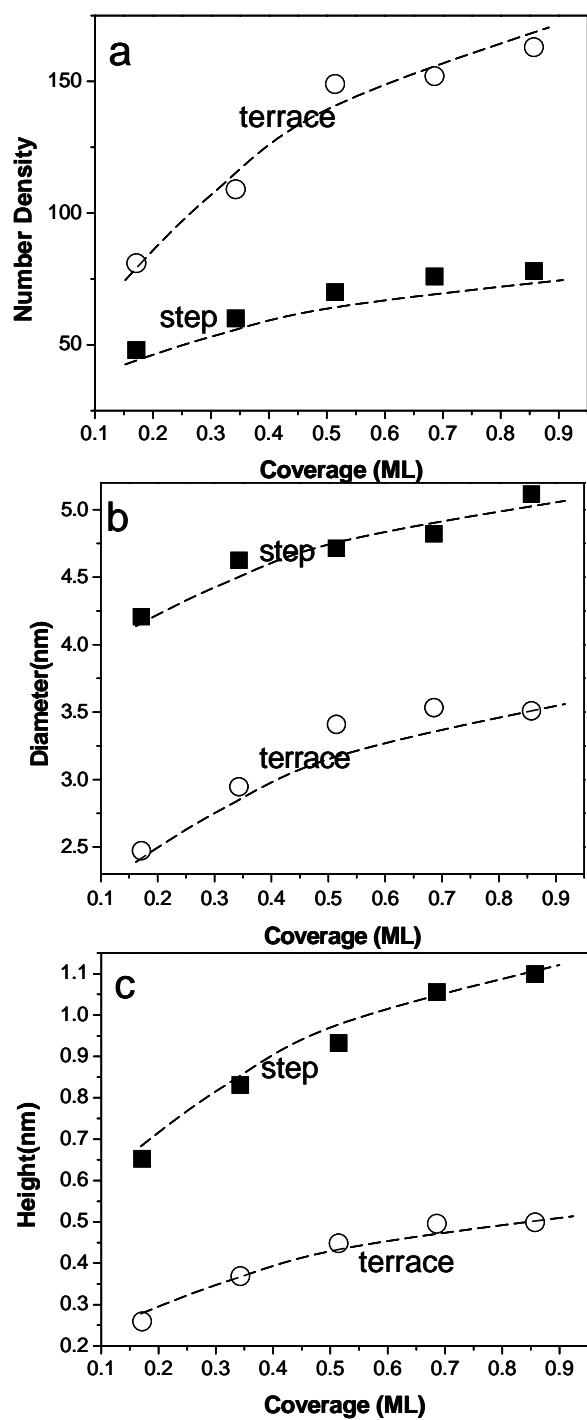 a
150
terrace
100
Number Density
step
50
0.1 0.2 0.3 0.4 0.5 0.6 0.7 0.8 0.9
Coverage (ML)
b
5.0
step
4.5
4.0
Diameter(nm)
3.5
terrace
3.0
2.5
0.1 0.2 0.3 0.4 0.5 0.6 0.7 0.8 0.9
Coverage (ML)
c
1.1
1.0
0.9
step
0.8
0.7
Height(nm)
0.6
0.5
terrace
0.4
0.3
0.2
0.1 0.2 0.3 0.4 0.5 0.6 0.7 0.8 0.9
Coverage (ML)